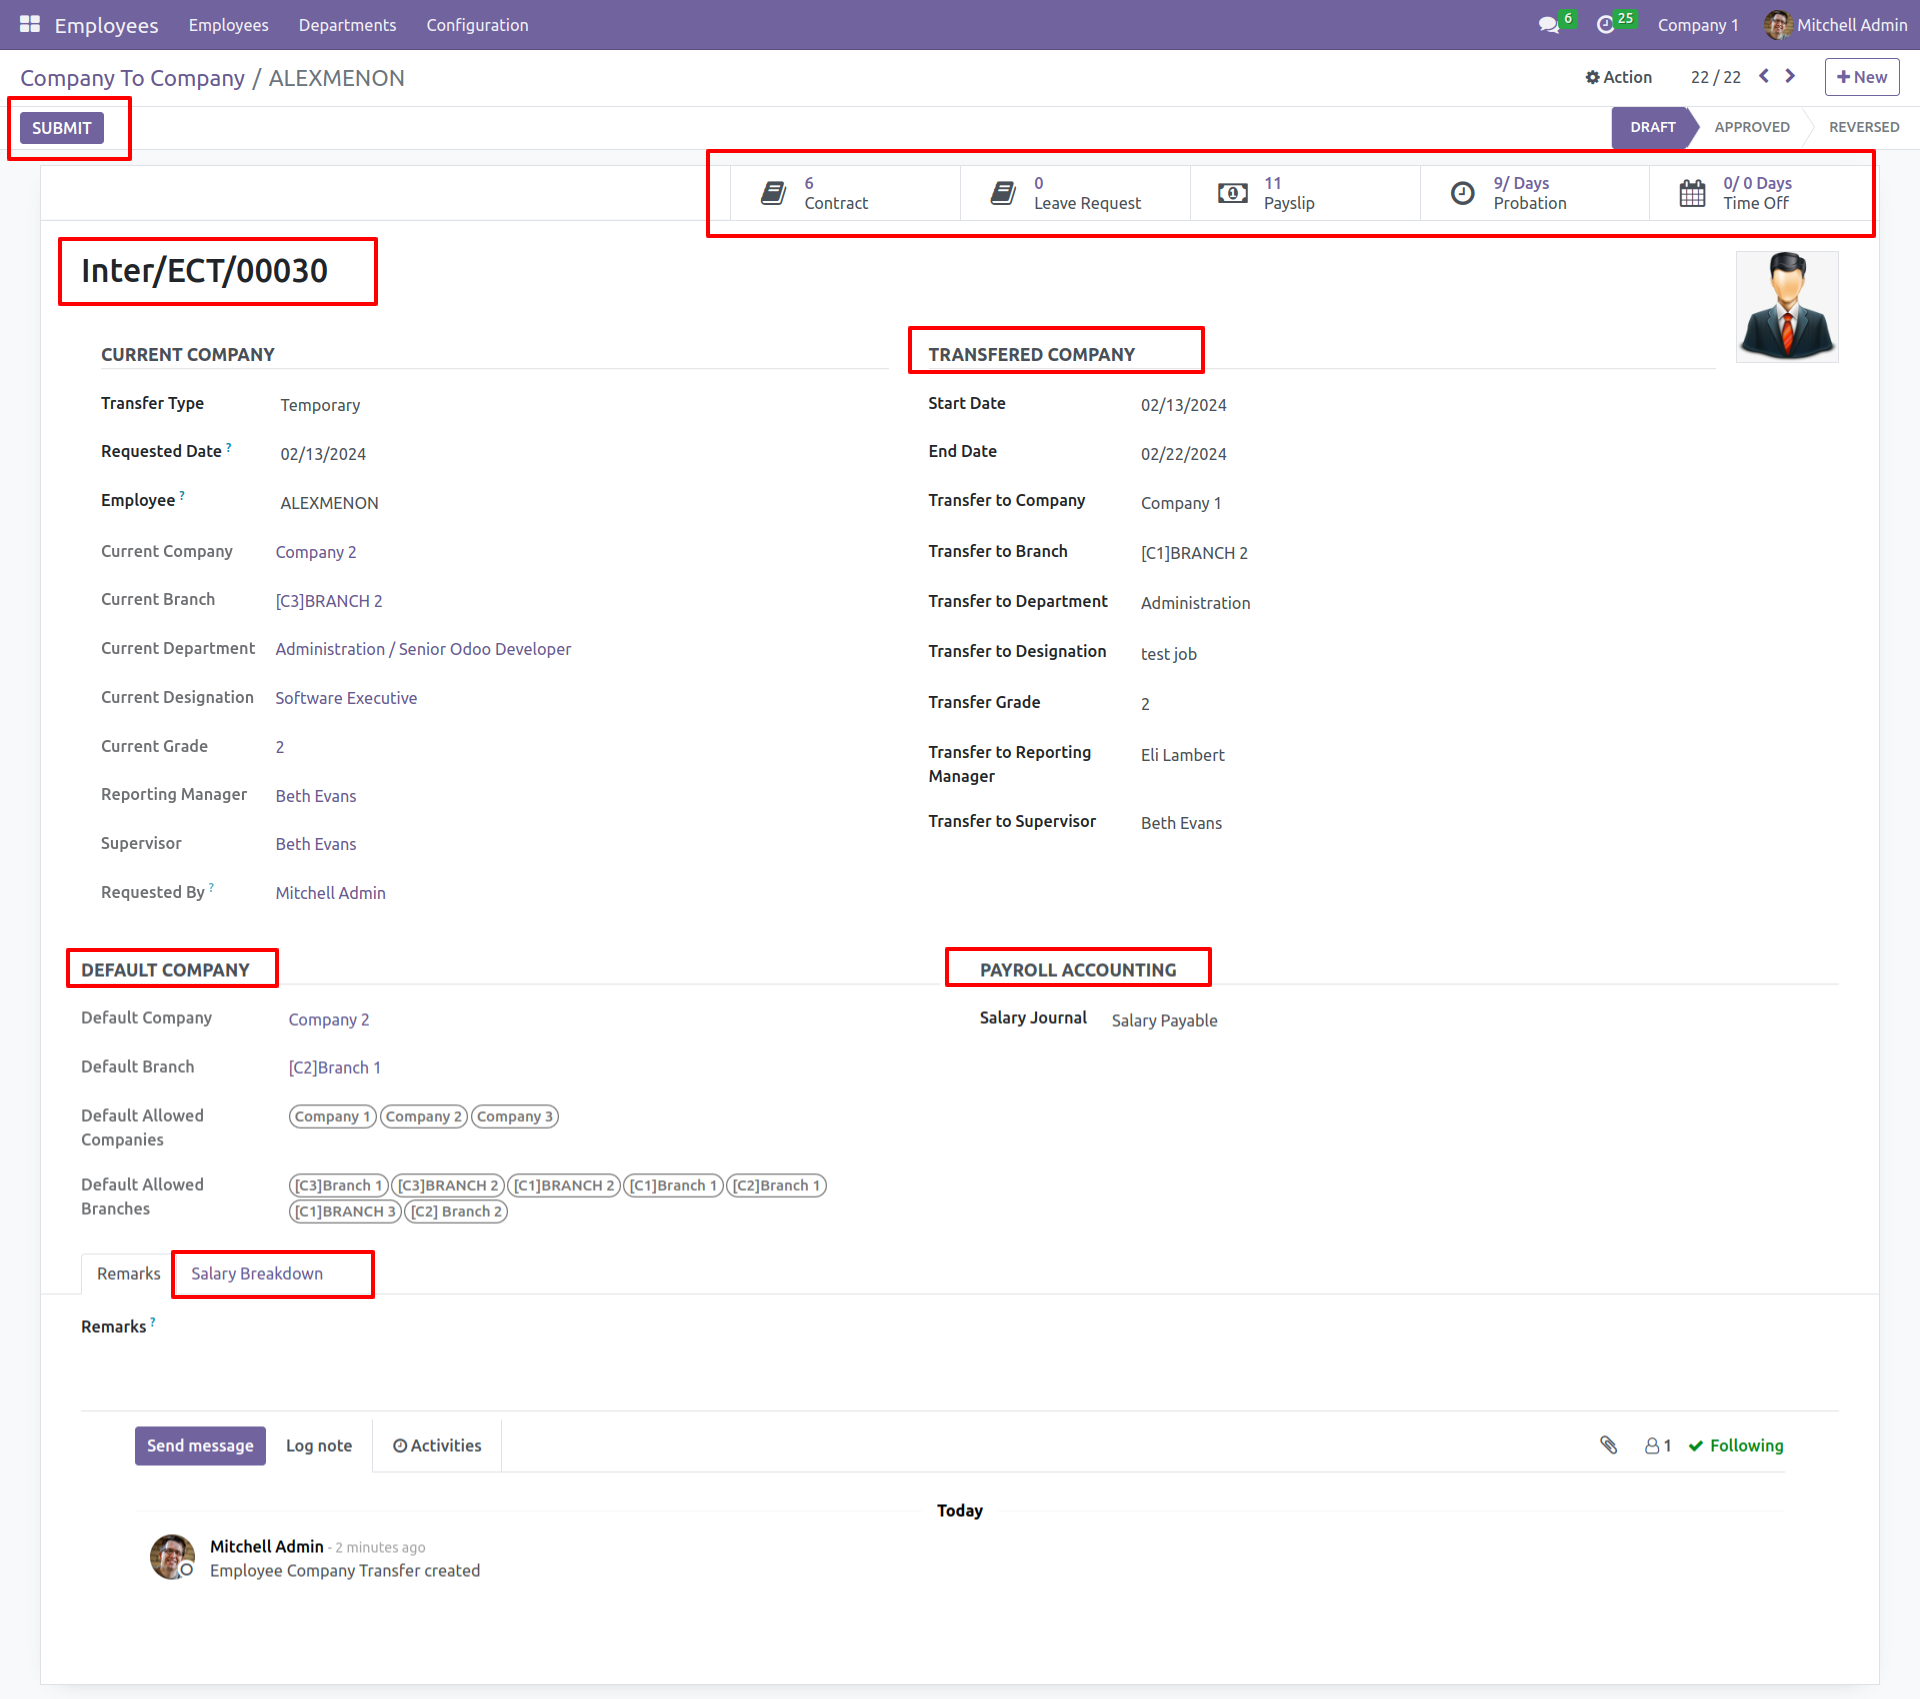 Employees Employees Departments Configuration 6 25 Company 1 Mitchell Admin
Company To Company / ALEXMENON Action 22 / 22 New
SUBMIT DRAFT APPROVED REVERSED
6 0 11 9/ Days 0/ 0 Days
Contract Leave Request Payslip Probation Time Off
Inter/ECT/00030
CURRENT COMPANY
Transfer Type Temporary
Requested Date ? 02/13/2024
Employee ? ALEXMENON
Current Company Company 2
Current Branch [C3]BRANCH 2
Current Department Administration / Senior Odoo Developer
Current Designation Software Executive
Current Grade 2
Reporting Manager Beth Evans
Supervisor Beth Evans
Requested By ? Mitchell Admin
TRANSFERED COMPANY
Start Date 02/13/2024
End Date 02/22/2024
Transfer to Company Company 1
Transfer to Branch [C1]BRANCH 2
Transfer to Department Administration
Transfer to Designation test job
Transfer Grade 2
Transfer to Reporting Eli Lambert
Manager
Transfer to Supervisor Beth Evans
DEFAULT COMPANY
Default Company Company 2
Default Branch [C2]Branch 1
Default Allowed Company 1 Company 2 Company 3
Companies
Default Allowed [C3]Branch 1 [C3]BRANCH 2 [C1]BRANCH 2 [C1]Branch 1 [C2]Branch 1
Branches [C1]BRANCH 3 [C2] Branch 2
PAYROLL ACCOUNTING
Salary Journal Salary Payable
Remarks Salary Breakdown
Remarks ?
Send message Log note Activities 1 Following
Today
Mitchell Admin - 2 minutes ago
Employee Company Transfer created